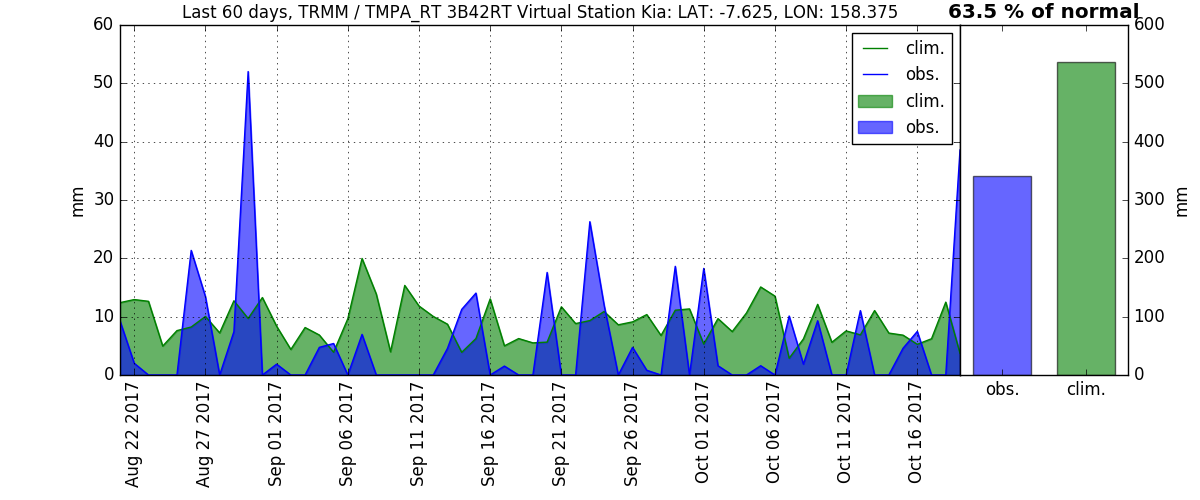 Last 60 days, TRMM / TMPA_RT 3B42RT Virtual Station Kia: LAT: -7.625, LON: 158.375
63.5 % of normal
60
50
40
30
20
10
0
mm
clim.
obs.
clim.
obs.
600
500
400
300
200
100
0
mm
Aug 22 2017
Aug 27 2017
Sep 01 2017
Sep 06 2017
Sep 11 2017
Sep 16 2017
Sep 21 2017
Sep 26 2017
Oct 01 2017
Oct 06 2017
Oct 11 2017
Oct 16 2017
obs.
clim.